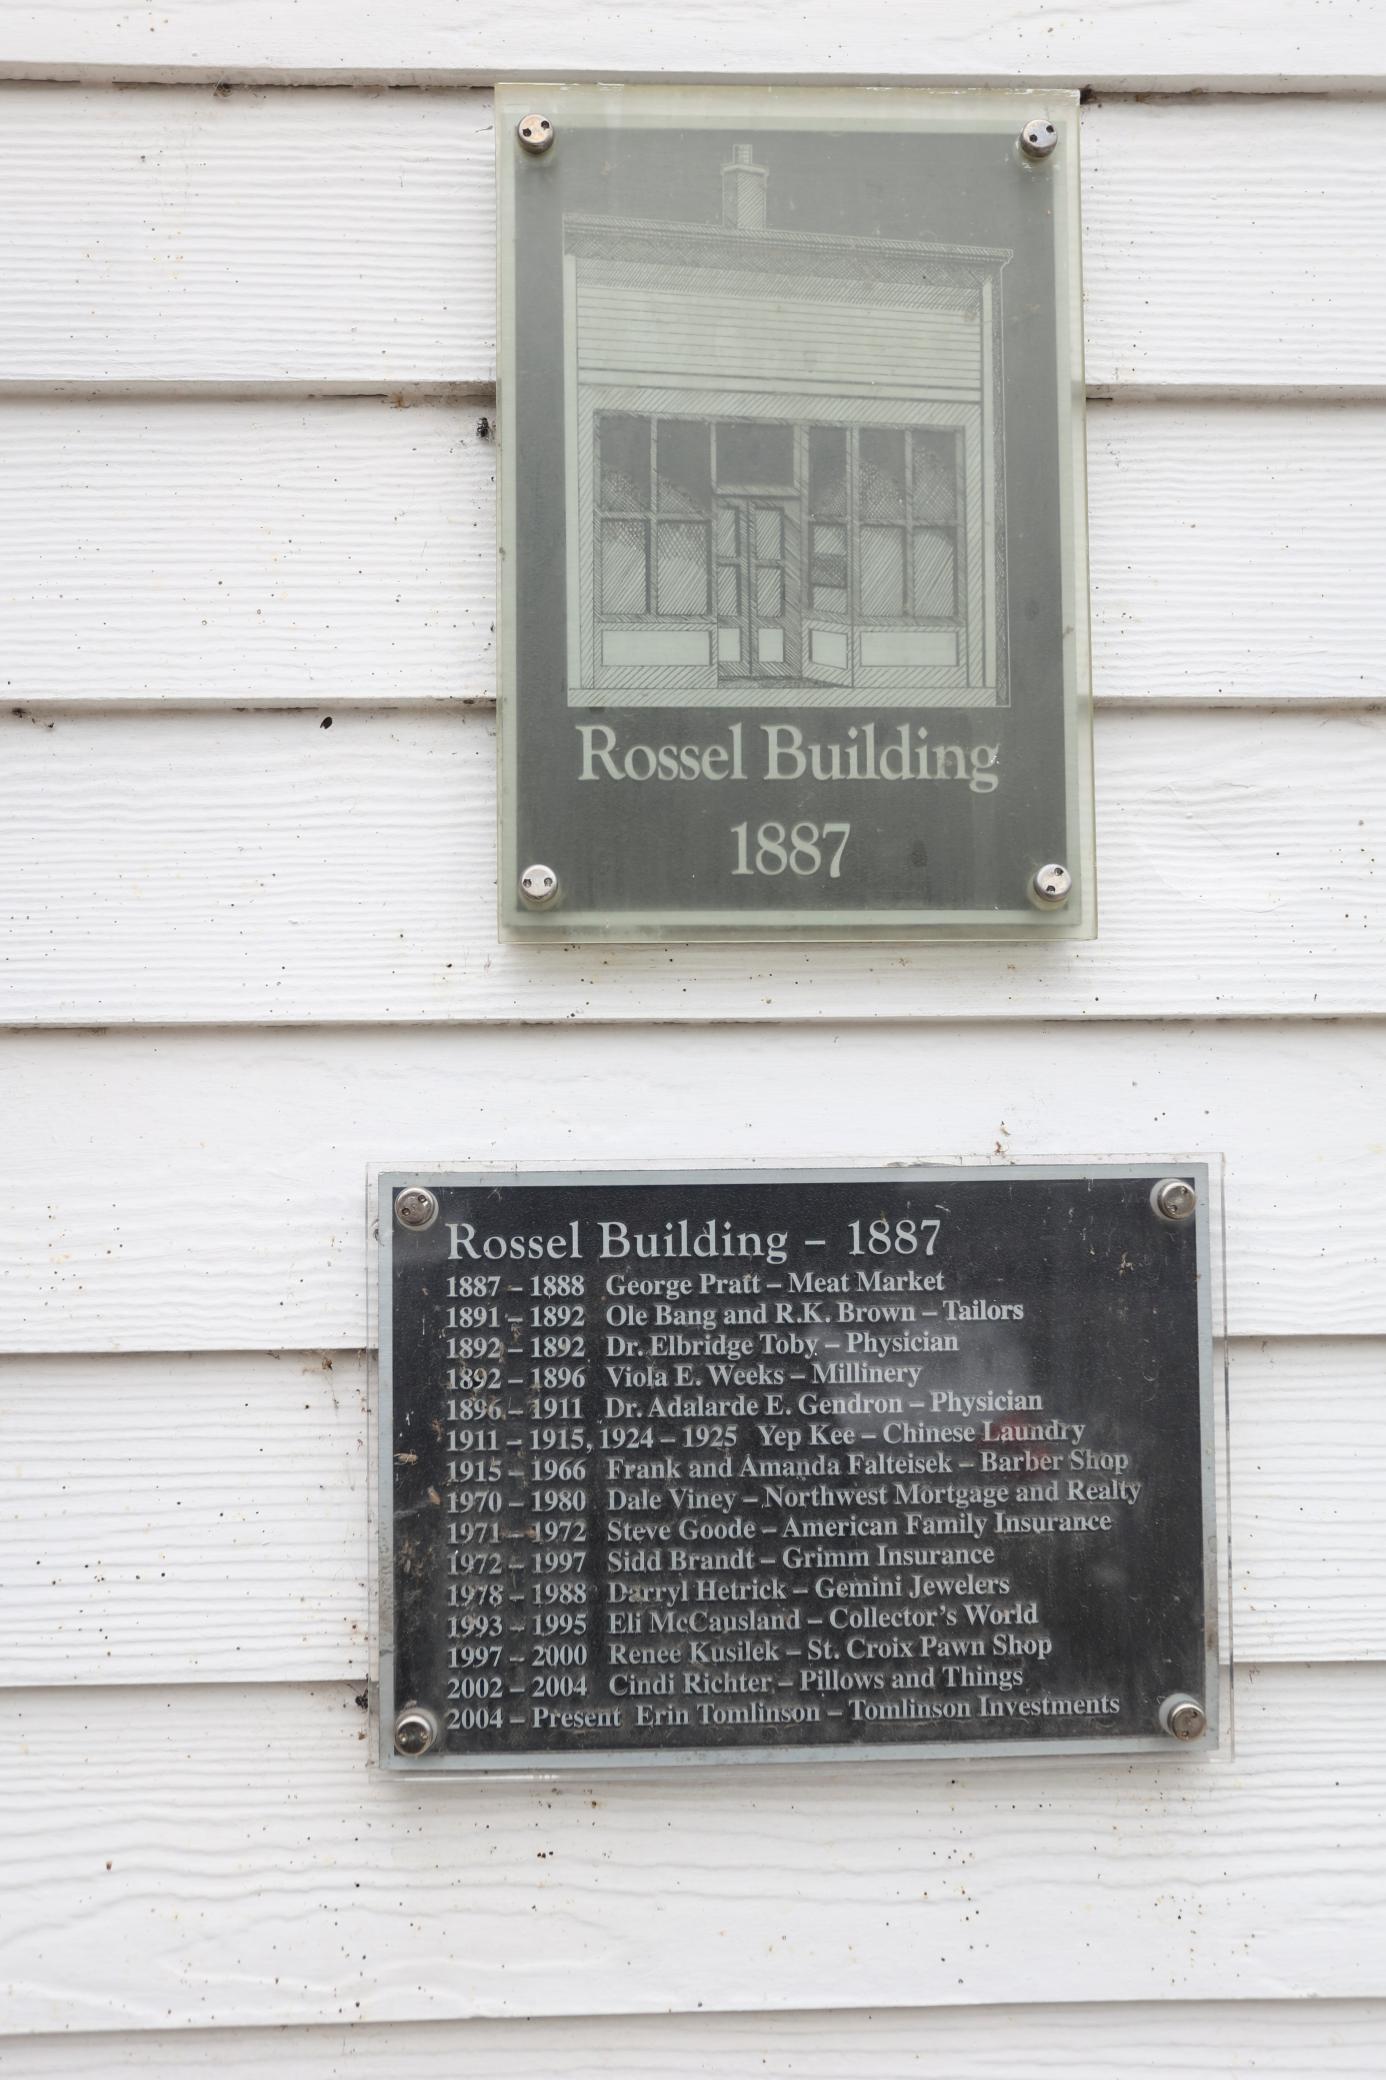 Rossel Building
1887
Rossel Building – 1887
1887 – 1888 George Pratt – Meat Market
1891 – 1892 Ole Bang and R.K. Brown – Tailors
1892 – 1892 Dr. Elbridge Toby – Physician
1892 – 1896 Viola E. Weeks – Millinery
1896 – 1911 Dr. Adalarde E. Gendron – Physician
1911 – 1915, 1924 – 1925 Yep Kee – Chinese Laundry
1915 – 1966 Frank and Amanda Falteisek – Barber Shop
1970 – 1980 Dale Viney – Northwest Mortgage and Realty
1971 – 1972 Steve Goode – American Family Insurance
1972 – 1997 Sidd Brandt – Grimm Insurance
1978 – 1988 Darryl Hetrick – Gemini Jewelers
1993 – 1995 Eli McCausland – Collector's World
1997 – 2000 Renee Kusilek – St. Croix Pawn Shop
2002 – 2004 Cindi Richter – Pillows and Things
2004 – Present Erin Tomlinson – Tomlinson Investments